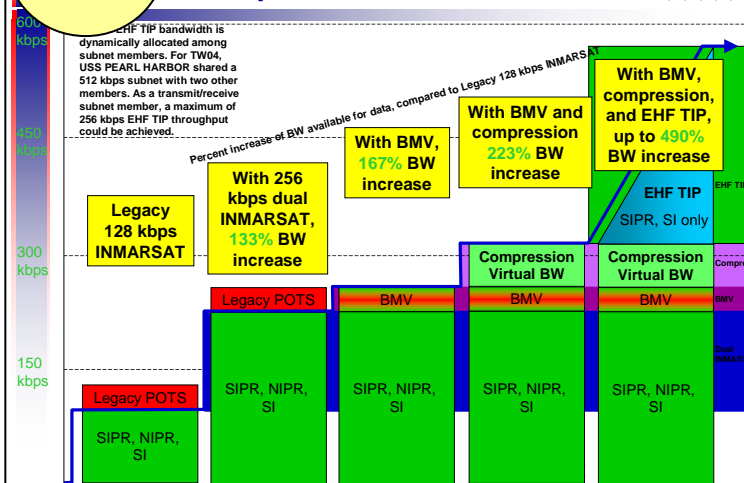 600
kbps
EHF TIP bandwidth is
dynamically allocated among
subnet members. For TW04,
USS PEARL HARBOR shared a
512 kbps subnet with two other
members. As a transmit/receive
subnet member, a maximum of
256 kbps EHF TIP throughput
could be achieved.
Percent increase of BW available for data, compared to Legacy 128 kbps INMARSAT
450
kbps
300
kbps
150
kbps
Legacy
128 kbps
INMARSAT
With 256
kbps dual
INMARSAT,
133% BW
increase
With BMV,
167% BW
increase
With BMV and
compression
223% BW
increase
With BMV,
compression,
and EHF TIP,
up to 490%
BW increase
EHF TIP
SIPR, SI only
EHF TIP
Compression
Virtual BW
Compression
Virtual BW
Compre
Legacy POTS
BMV
BMV
BMV
BMV
Dual
INMARS
Legacy POTS
SIPR, NIPR,
SI
SIPR, NIPR,
SI
SIPR, NIPR,
SI
SIPR, NIPR,
SI
SIPR, NIPR,
SI